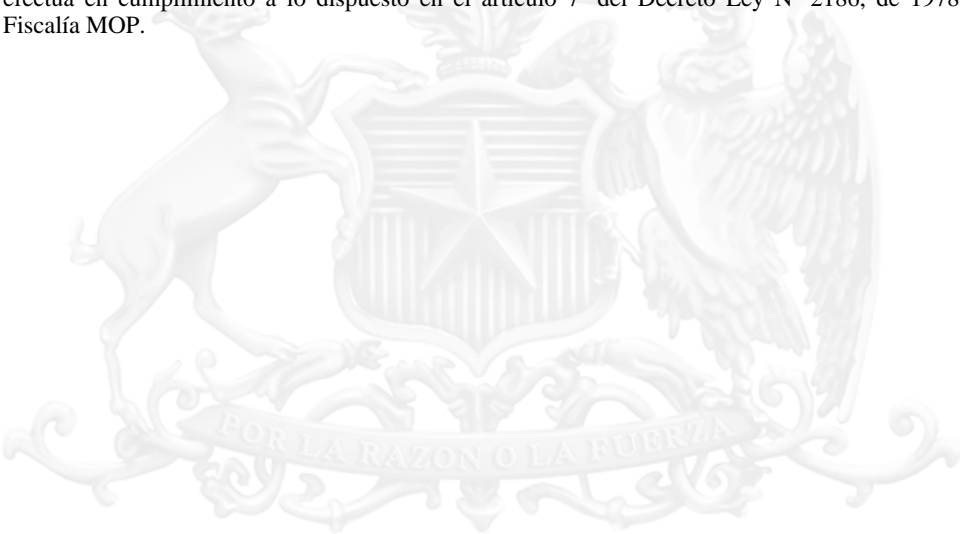 efectúa en cumplimiento a lo dispuesto en el artículo 7° del Decreto Ley N° 2186, de 1978
Fiscalía MOP.
POR LA RAZON O LA FUERZA